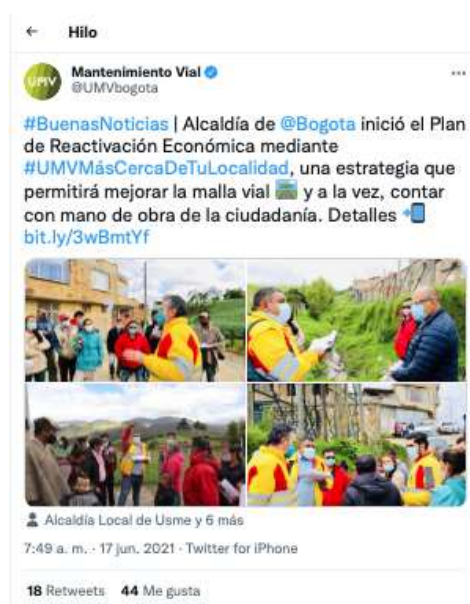 Hilo
UMV
Mantenimiento Vial
@UMVbogota
#BuenasNoticias | Alcaldía de @Bogota inició el Plan
de Reactivación Económica mediante
#UMVMásCercaDeTuLocalidad, una estrategia que
permitirá mejorar la malla vial y a la vez, contar
con mano de obra de la ciudadanía. Detalles
bit.ly/3wBmtYf
Alcaldía Local de Usme y 6 más
7:49 a. m. · 17 jun. 2021 · Twitter for iPhone
18 Retweets 44 Me gusta